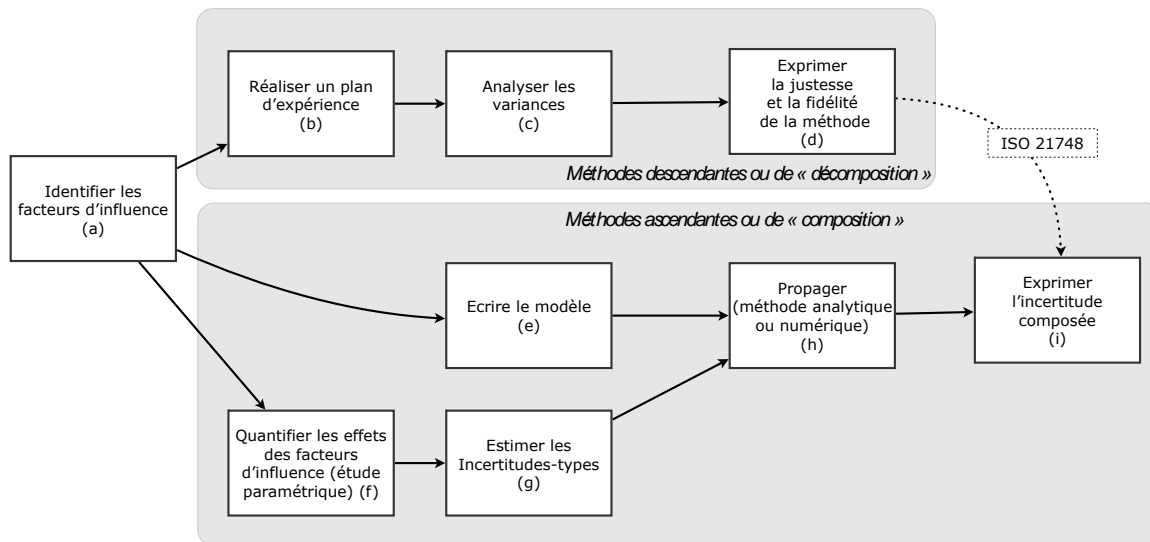 Réaliser un plan
d'expérience
(b)
Analyser les
variances
(c)
Exprimer
la justesse
et la fidélité
de la méthode
(d)
ISO 21748
Méthodes descendantes ou de « décomposition »
Identifier les
facteurs d'influence
(a)
Méthodes ascendantes ou de « composition »
Ecrire le modèle
(e)
Propager
(méthode analytique
ou numérique)
(h)
Exprimer
l'incertitude
composée
(i)
Quantifier les effets
des facteurs
d'influence (étude
paramétrique) (f)
Estimer les
Incertitudes-types
(g)